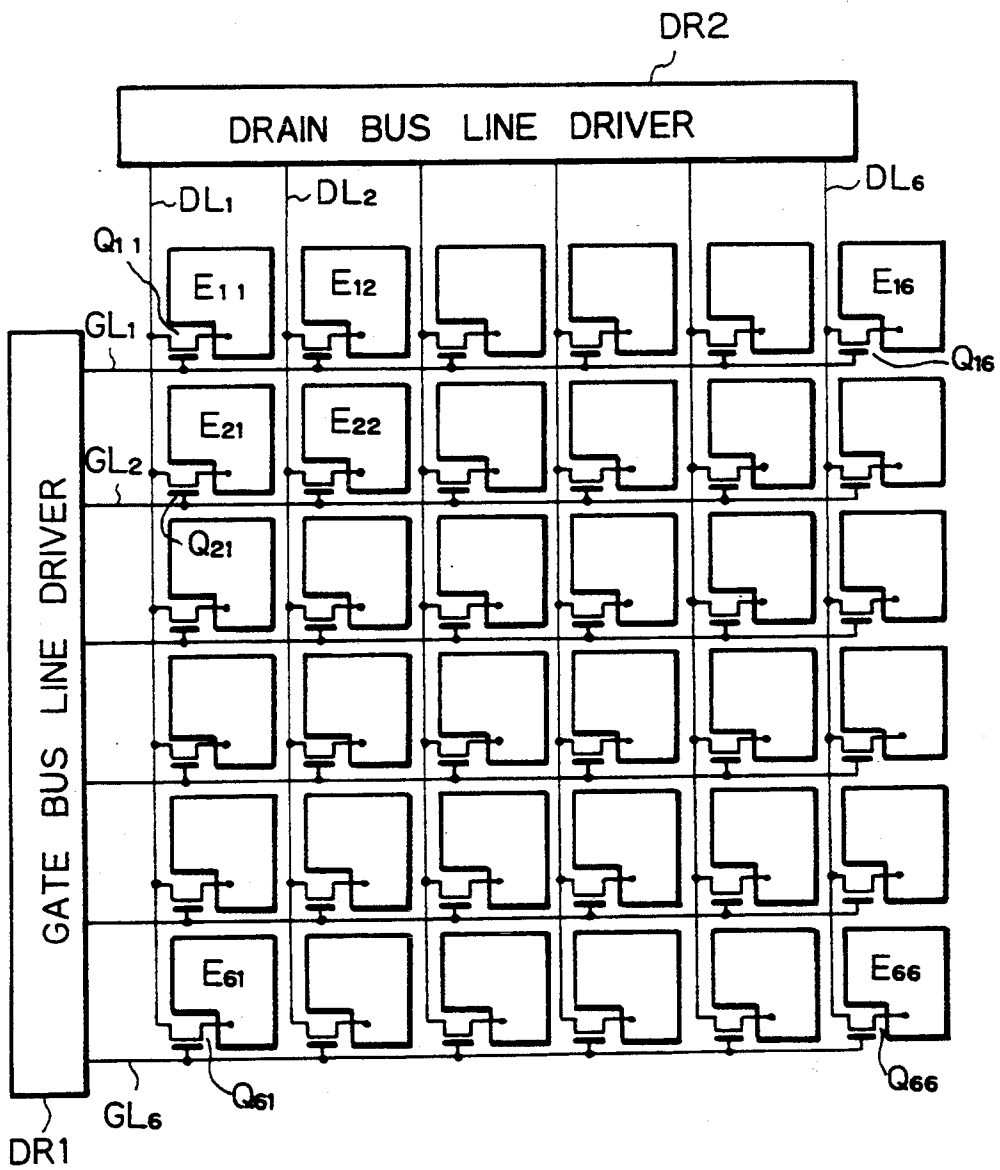 DR2
DRAIN BUS LINE DRIVER
DL1
DL2
DL6
Q11
E11
E12
E16
GL1
Q16
E21
E22
GL2
Q21
GATE BUS LINE DRIVER
E61
E66
Q61
Q66
GL6
DR1